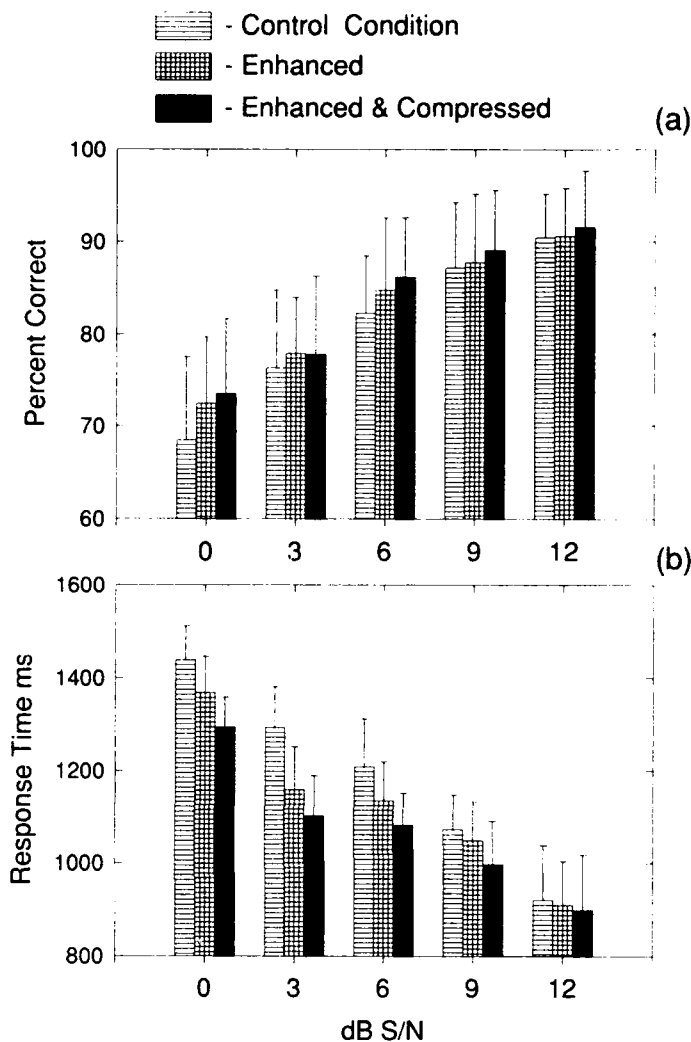 - Control Condition
- Enhanced
- Enhanced & Compressed
(a)
100
90
80
70
60
Percent Correct
0 3 6 9 12
(b)
1600
1400
1200
1000
800
Response Time ms
0 3 6 9 12
dB S/N